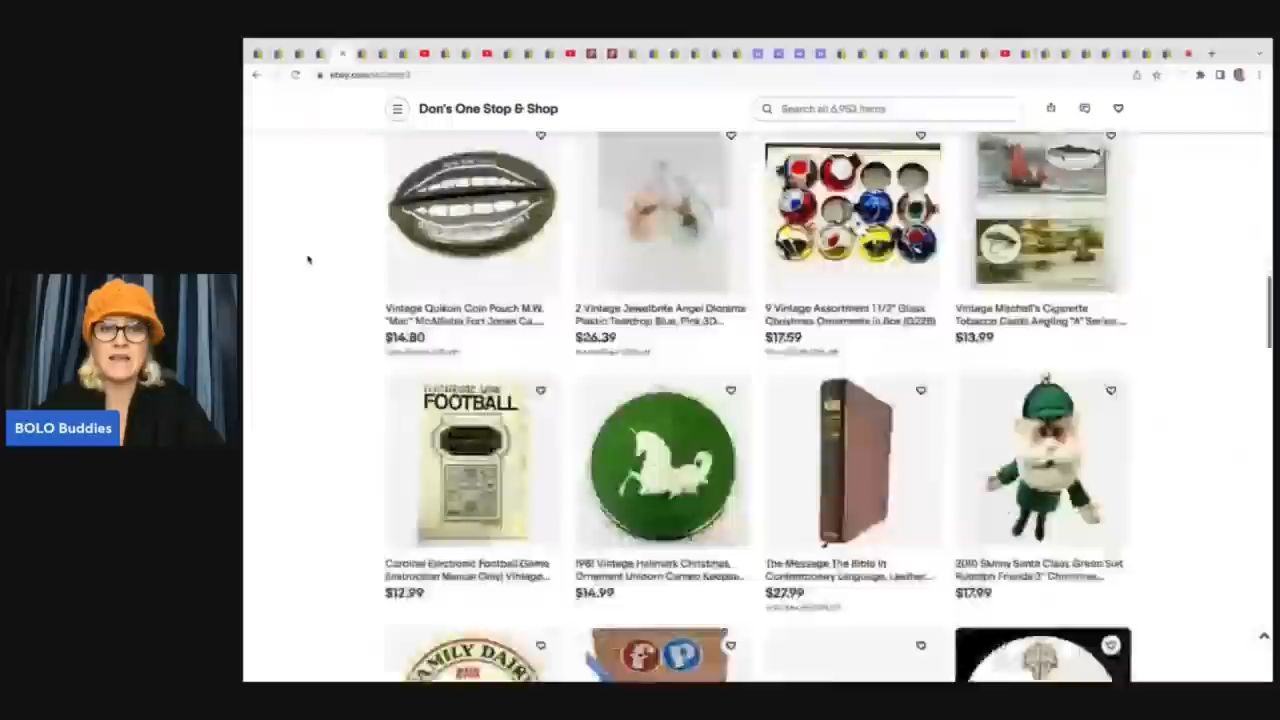 Don's One Stop & Shop
Search all 6,953 items
Vintage Quikoin Coin Pouch M.W.
"Mac" McAllister Fort Jones Ca....
$14.80
2 Vintage Jewelbrite Angel Diorama
Plastic Teardrop Blue, Pink 3D...
$26.39
9 Vintage Assortment 1 1/2" Glass
Christmas Ornaments in Box (G22B)
$17.59
Vintage Mitchell's Cigarette
Tobacco Cards Angling "A" Series...
$13.99
FOOTBALL
Cardinal Electronic Football Game
(Instruction Manual Only) Vintage...
$12.99
1981 Vintage Hallmark Christmas
Ornament Unicorn Cameo Keepsa...
$14.99
The Message The Bible in
Contemporary Language, Leather...
$27.99
2010 Skinny Santa Claus Green Suit
Rudolph Friends 3" Christmas...
$17.99
BOLO Buddies
FAMILY DAIR